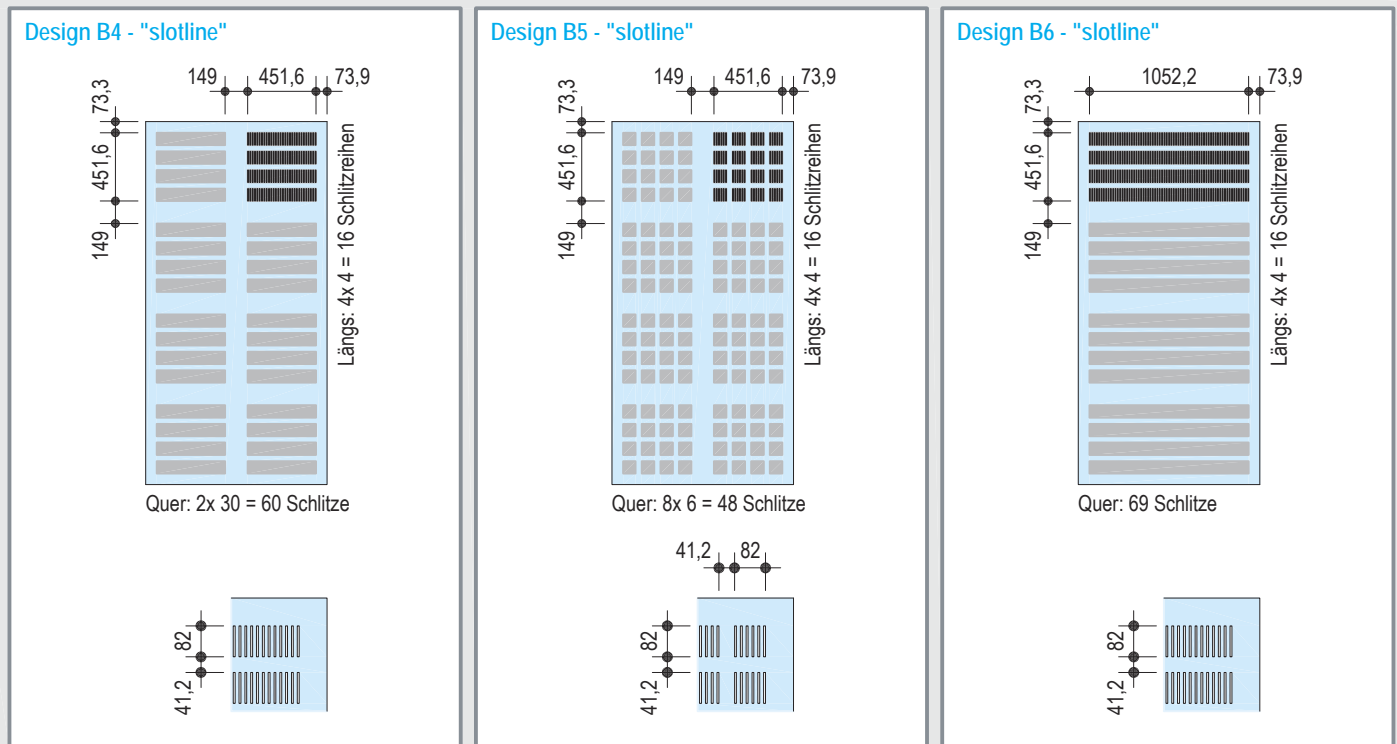 Design B4 - "slotline"
149 451,6 73,9
73,3
451,6
149
Längs: 4x 4 = 16 Schlitzreihen
Quer: 2x 30 = 60 Schlitze
82
41,2
Design B5 - "slotline"
149 451,6 73,9
73,3
451,6
149
Längs: 4x 4 = 16 Schlitzreihen
Quer: 8x 6 = 48 Schlitze
41,2 82
82
41,2
Design B6 - "slotline"
1052,2 73,9
73,3
451,6
149
Längs: 4x 4 = 16 Schlitzreihen
Quer: 69 Schlitze
82
41,2